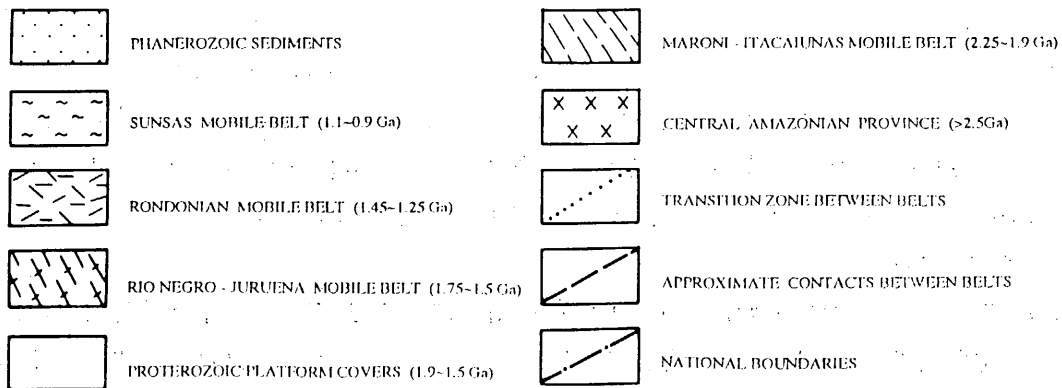 PHANEROZOIC SEDIMENTS
SUNSAS MOBILE BELT (1.1~0.9 Ga)
RONDONIAN MOBILE BELT (1.45~1.25 Ga)
RIO NEGRO - JURUENA MOBILE BELT (1.75~1.5 Ga)
PROTEROZOIC PLATFORM COVERS (1.9~1.5 Ga)
MARONI - ITACAIUNAS MOBILE BELT (2.25~1.9 Ga)
CENTRAL AMAZONIAN PROVINCE (>2.5Ga)
TRANSITION ZONE BETWEEN BELTS
APPROXIMATE CONTACTS BETWEEN BELTS
NATIONAL BOUNDARIES